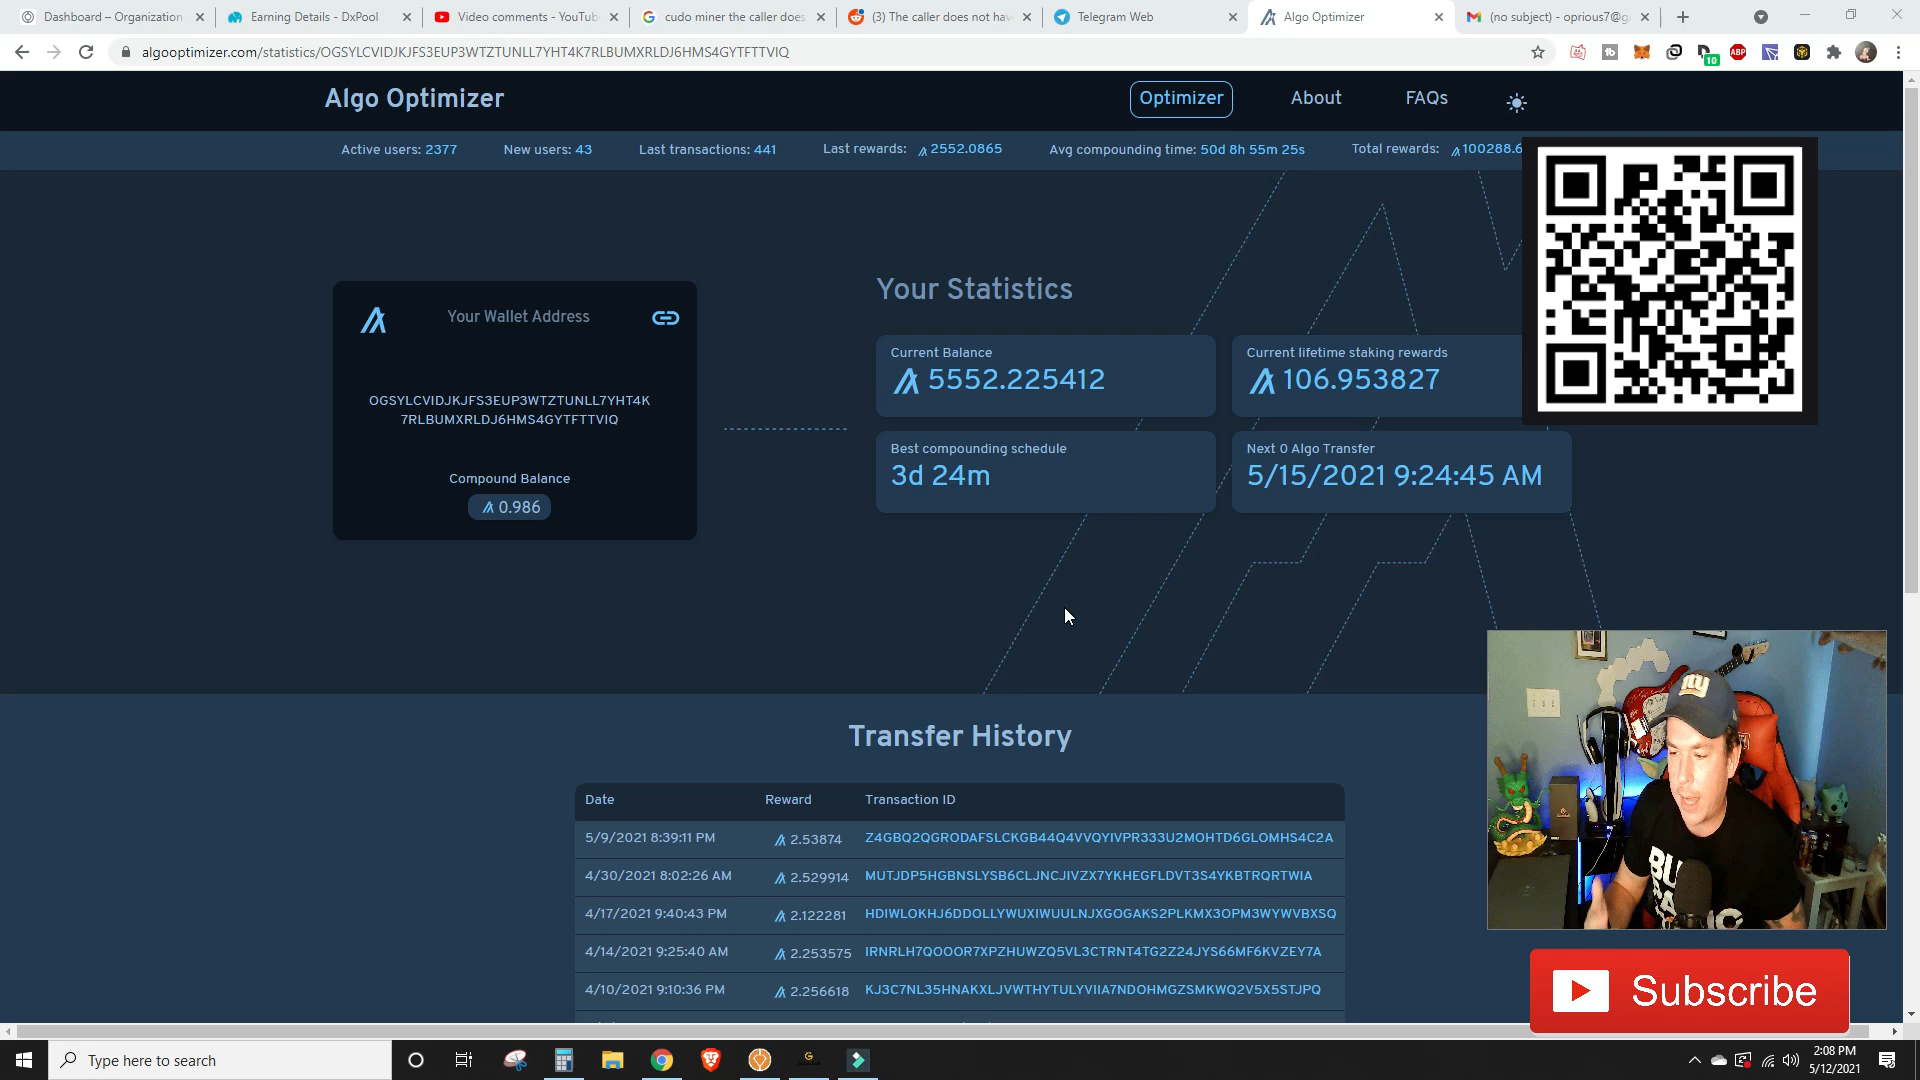 Dashboard – Organization
Earning Details - DxPool
Video comments - YouTub
cudo miner the caller does
(3) The caller does not hav
Telegram Web
Algo Optimizer
(no subject) - oprious7@g
algooptimizer.com/statistics/OGSYLCVIDJKJFS3EUP3WTZTUNLL7YHT4K7RLBUMXRLDJ6HMS4GYTFTTVIQ
10
ABP
Algo Optimizer
Optimizer
About
FAQs
Active users: 2377
New users: 43
Last transactions: 441
Last rewards: 2552.0865
Avg compounding time: 50d 8h 55m 25s
Total rewards: 100288.6
Your Wallet Address
OGSYLCVIDJKJFS3EUP3WTZTUNLL7YHT4K
7RLBUMXRLDJ6HMS4GYTFTTVIQ
Compound Balance
0.986
Your Statistics
Current Balance
5552.225412
Current lifetime staking rewards
106.953827
Best compounding schedule
3d 24m
Next 0 Algo Transfer
5/15/2021 9:24:45 AM
Transfer History
Date Reward Transaction ID
5/9/2021 8:39:11 PM 2.53874 Z4GBQ2QGRODAFSLCKGB44Q4VVQYIVPR333U2MOHTD6GLOMHS4C2A
4/30/2021 8:02:26 AM 2.529914 MUTJDP5HGBNSLYSB6CLJNCJIVZX7YKHEGFLDVT3S4YKBTRQRTWIA
4/17/2021 9:40:43 PM 2.122281 HDIWLOKHJ6DDOLLYWUXIWUULNJXGOGAKS2PLKMX3OPM3WYWVBXSQ
4/14/2021 9:25:40 AM 2.253575 IRNRLH7QOOOR7XPZHUWZQ5VL3CTRNT4TG2Z24JYS66MF6KVZEY7A
4/10/2021 9:10:36 PM 2.256618 KJ3C7NL35HNAKXLJVWTHYTULYVIIA7NDOHMGZSMKWQ2V5X5STJPQ
ny
Subscribe
Type here to search
2:08 PM
5/12/2021